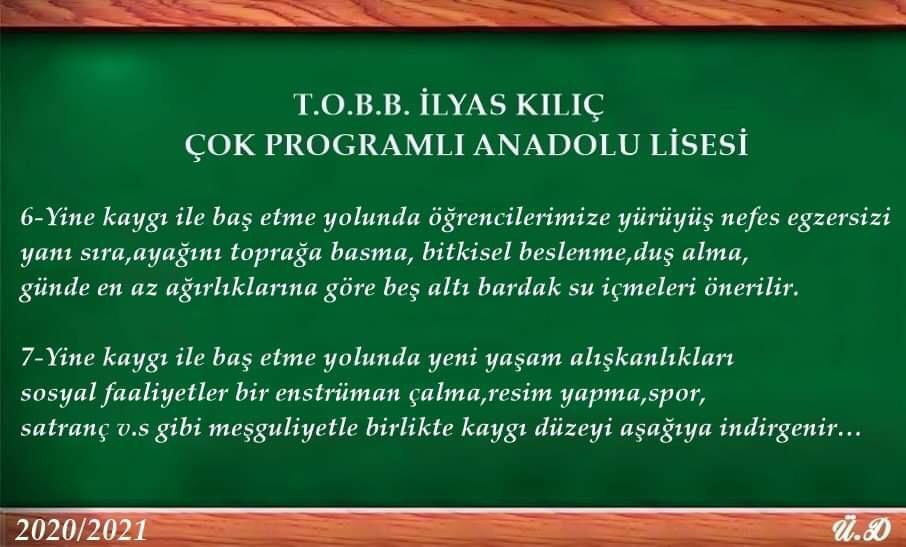 T.O.B.B. İLYAS KILIÇ
ÇOK PROGRAMLI ANADOLU LİSESİ
6-Yine kaygı ile baş etme yolunda öğrencilerimize yürüyüş nefes egzersizi
yanı sıra,ayağını toprağa basma, bitkisel beslenme,duş alma,
günde en az ağırlıklarına göre beş altı bardak su içmeleri önerilir.
7-Yine kaygı ile baş etme yolunda yeni yaşam alışkanlıkları
sosyal faaliyetler bir enstrüman çalma,resim yapma,spor,
satranç v.s gibi meşguliyetle birlikte kaygı düzeyi aşağıya indirgenir...
2020/2021
Ü.D